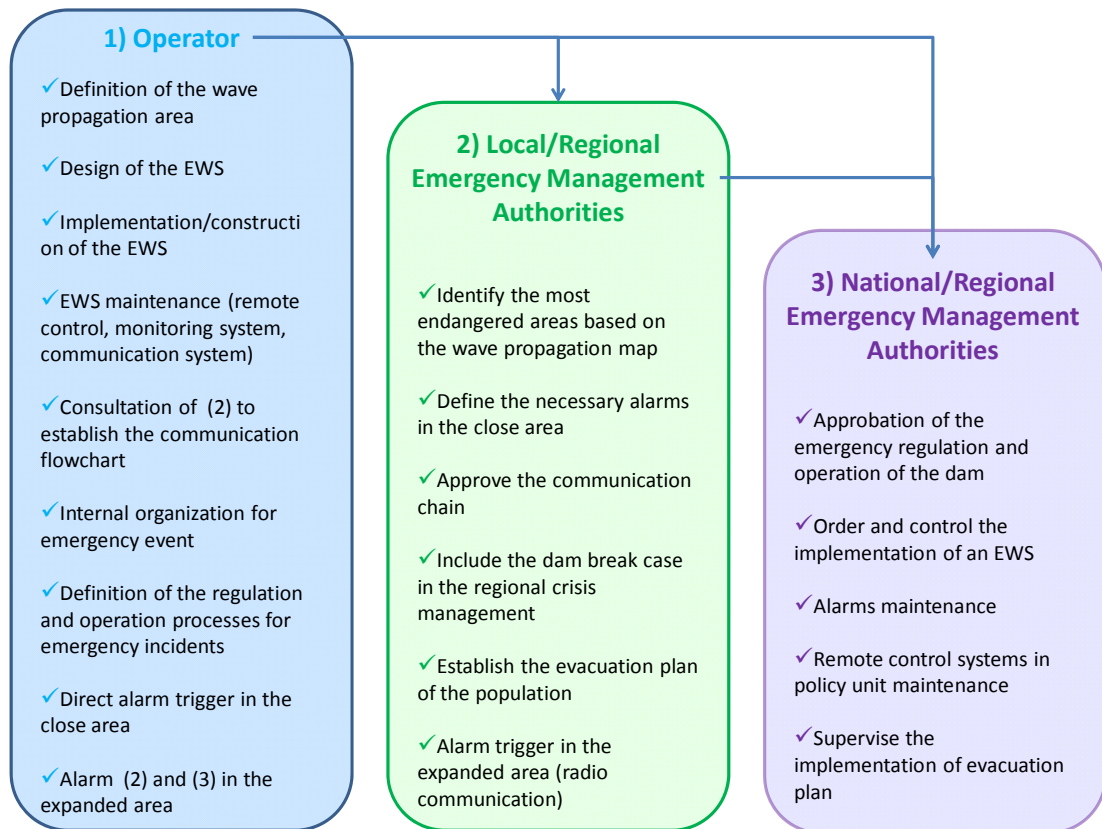 1) Operator
✓Definition of the wave
propagation area
✓Design of the EWS
✓Implementation/constructi
on of the EWS
✓EWS maintenance (remote
control, monitoring system,
communication system)
✓Consultation of (2) to
establish the communication
flowchart
✓Internal organization for
emergency event
✓Definition of the regulation
and operation processes for
emergency incidents
✓Direct alarm trigger in the
close area
✓Alarm (2) and (3) in the
expanded area
2) Local/Regional
Emergency Management
Authorities
✓Identify the most
endangered areas based on
the wave propagation map
✓Define the necessary alarms
in the close area
✓Approve the communication
chain
✓Include the dam break case
in the regional crisis
management
✓Establish the evacuation plan
of the population
✓Alarm trigger in the
expanded area (radio
communication)
3) National/Regional
Emergency Management
Authorities
✓Approbation of the
emergency regulation and
operation of the dam
✓Order and control the
implementation of an EWS
✓Alarms maintenance
✓Remote control systems in
policy unit maintenance
✓Supervise the
implementation of evacuation
plan